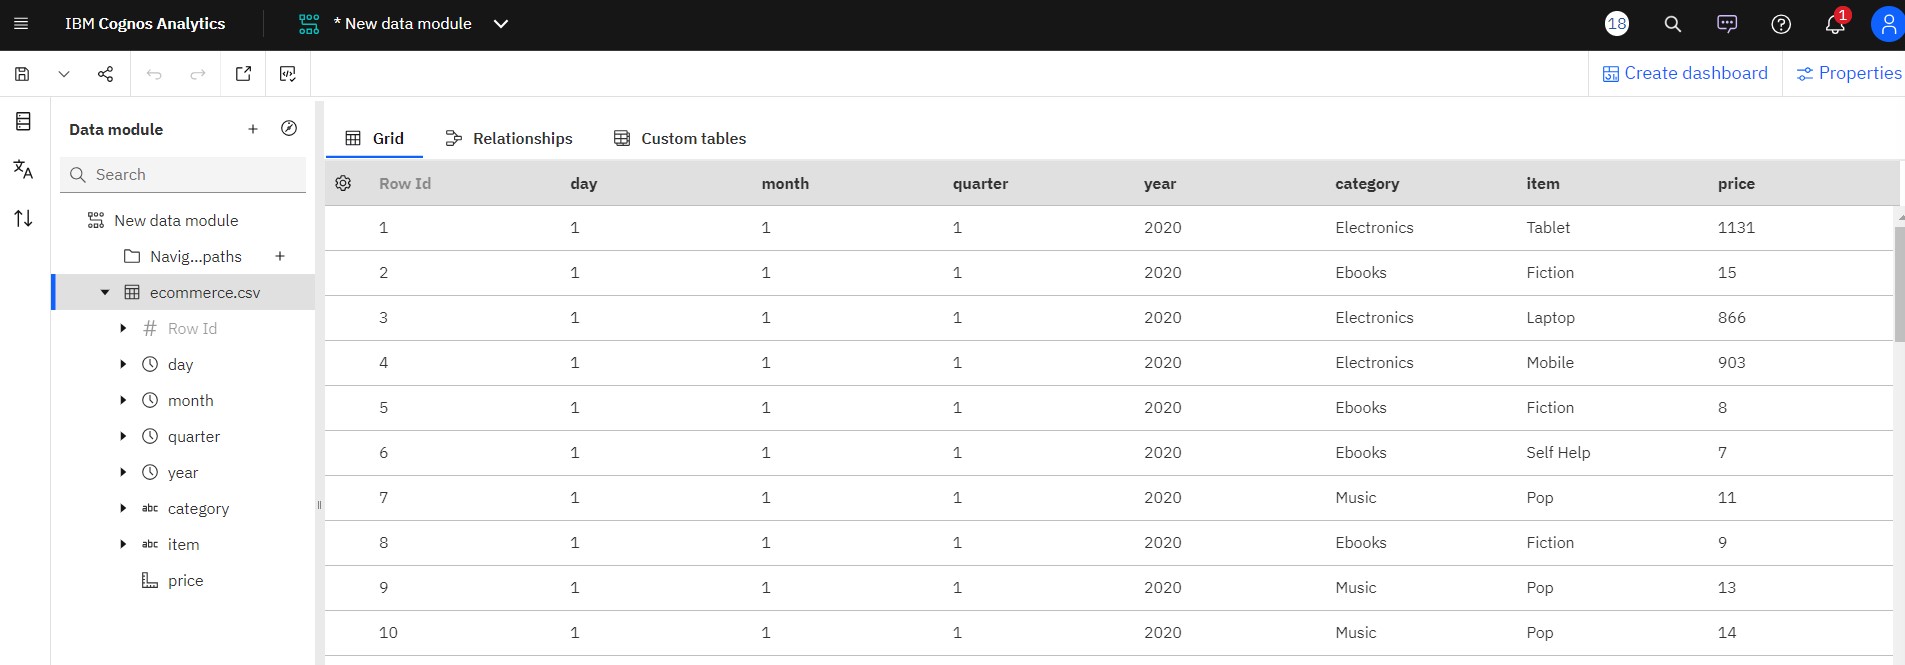 IBM Cognos Analytics * New data module 18 1
Create dashboard Properties
Data module
Search
New data module
Navig...paths
ecommerce.csv
# Row Id
day
month
quarter
year
abc category
abc item
price
Grid Relationships Custom tables
Row Id day month quarter year category item price
1 1 1 1 2020 Electronics Tablet 1131
2 1 1 1 2020 Ebooks Fiction 15
3 1 1 1 2020 Electronics Laptop 866
4 1 1 1 2020 Electronics Mobile 903
5 1 1 1 2020 Ebooks Fiction 8
6 1 1 1 2020 Ebooks Self Help 7
7 1 1 1 2020 Music Pop 11
8 1 1 1 2020 Ebooks Fiction 9
9 1 1 1 2020 Music Pop 13
10 1 1 1 2020 Music Pop 14